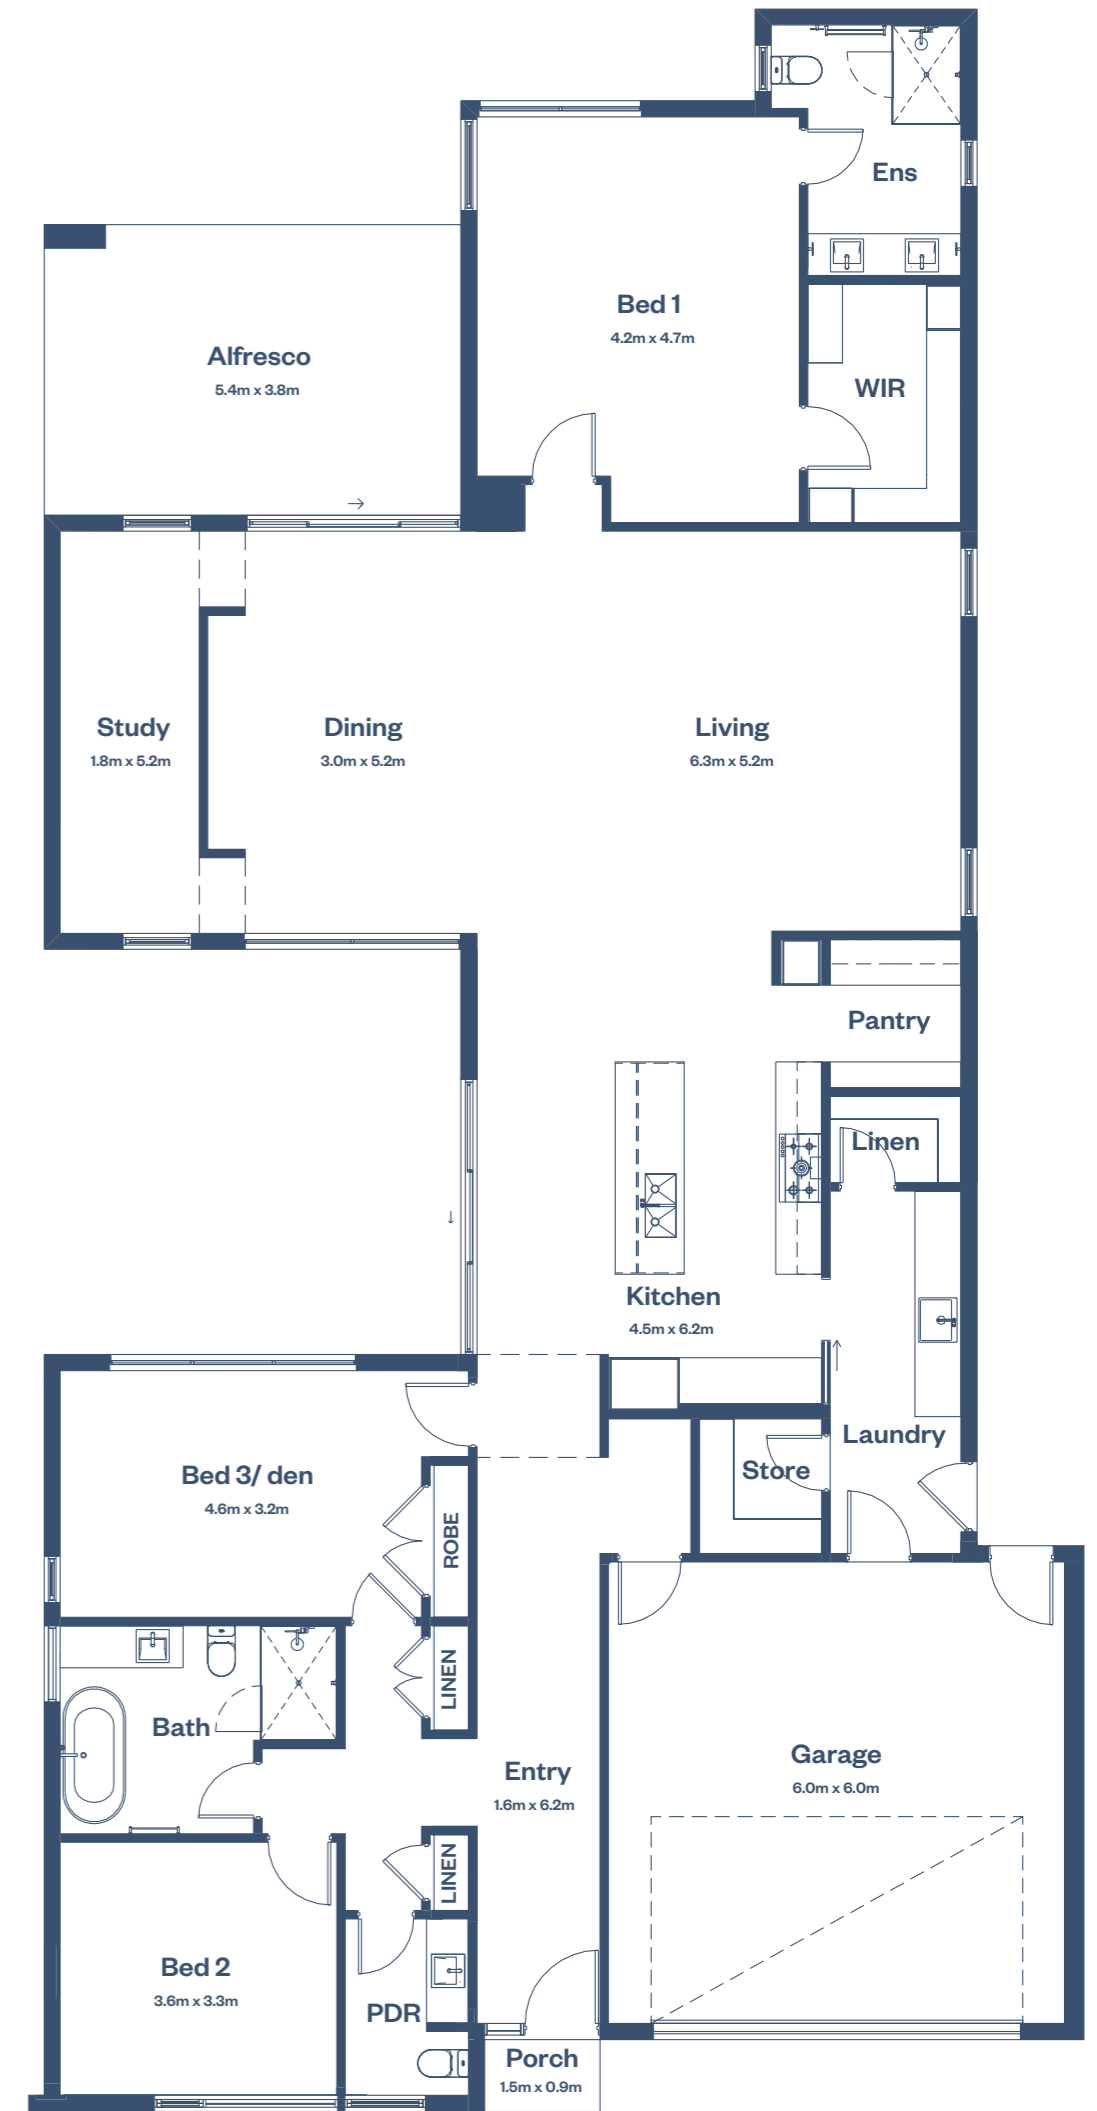 Ens
Bed 1
4.2m x 4.7m
Alfresco
5.4m x 3.8m
WIR
Study
1.8m x 5.2m
Dining
3.0m x 5.2m
Living
6.3m x 5.2m
Pantry
Linen
Kitchen
4.5m x 6.2m
Laundry
Store
Bed 3/ den
4.6m x 3.2m
ROBE
LINEN
Bath
Entry
1.6m x 6.2m
Garage
6.0m x 6.0m
LINEN
Bed 2
3.6m x 3.3m
PDR
Porch
1.5m x 0.9m